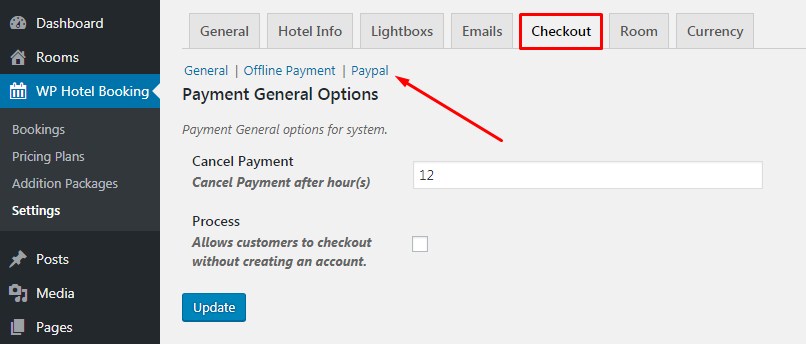 Dashboard
Rooms
WP Hotel Booking
Bookings
Pricing Plans
Addition Packages
Settings
Posts
Media
Pages
General Hotel Info Lightboxs Emails Checkout Room Currency
General | Offline Payment | Paypal
Payment General Options
Payment General options for system.
Cancel Payment
Cancel Payment after hour(s)
12
Process
Allows customers to checkout
without creating an account.
Update